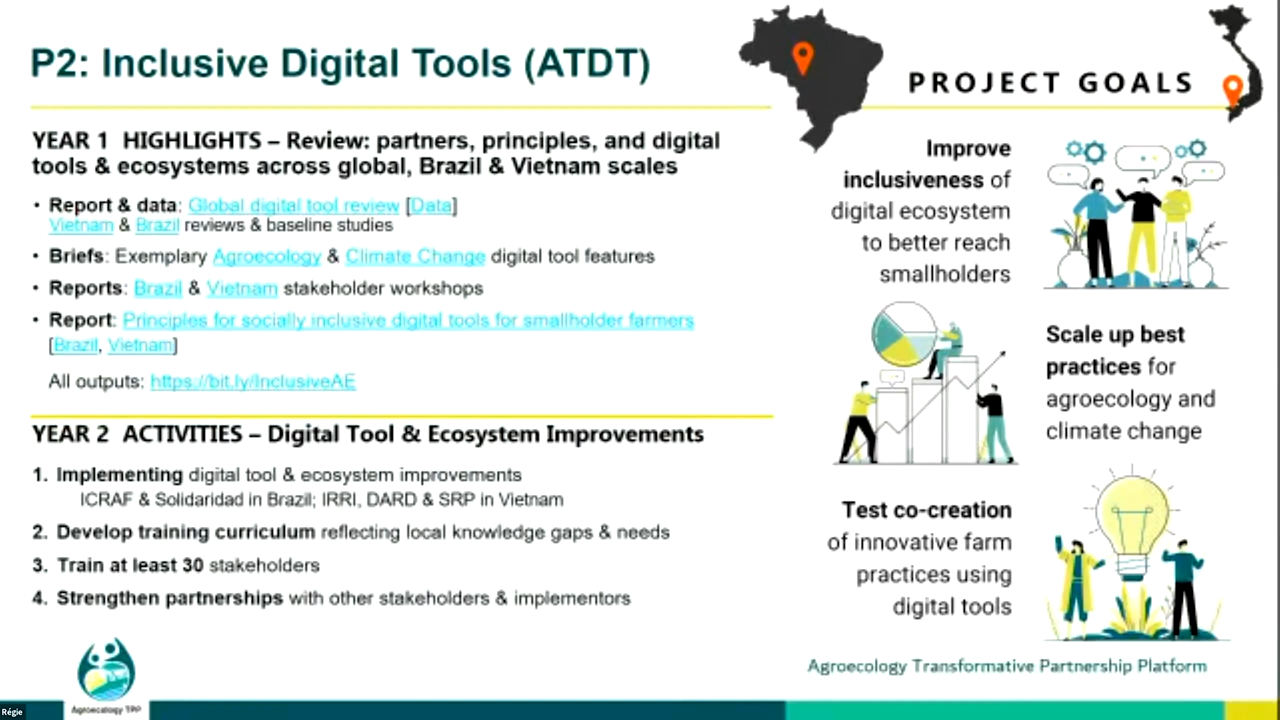 P2: Inclusive Digital Tools (ATDT)
YEAR 1 HIGHLIGHTS – Review: partners, principles, and digital
tools & ecosystems across global, Brazil & Vietnam scales
• Report & data: Global digital tool review [Data]
Vietnam & Brazil reviews & baseline studies
• Briefs: Exemplary Agroecology & Climate Change digital tool features
• Reports: Brazil & Vietnam stakeholder workshops
• Report: Principles for socially inclusive digital tools for smallholder farmers
[Brazil, Vietnam]
All outputs: https://bit.ly/InclusiveAE
YEAR 2 ACTIVITIES – Digital Tool & Ecosystem Improvements
1. Implementing digital tool & ecosystem improvements
ICRAF & Solidaridad in Brazil; IRRI, DARD & SRP in Vietnam
2. Develop training curriculum reflecting local knowledge gaps & needs
3. Train at least 30 stakeholders
4. Strengthen partnerships with other stakeholders & implementors
PROJECT GOALS
Improve
inclusiveness of
digital ecosystem
to better reach
smallholders
Scale up best
practices for
agroecology and
climate change
Test co-creation
of innovative farm
practices using
digital tools
Agroecology Transformative Partnership Platform
Agroecology TPP
Régie